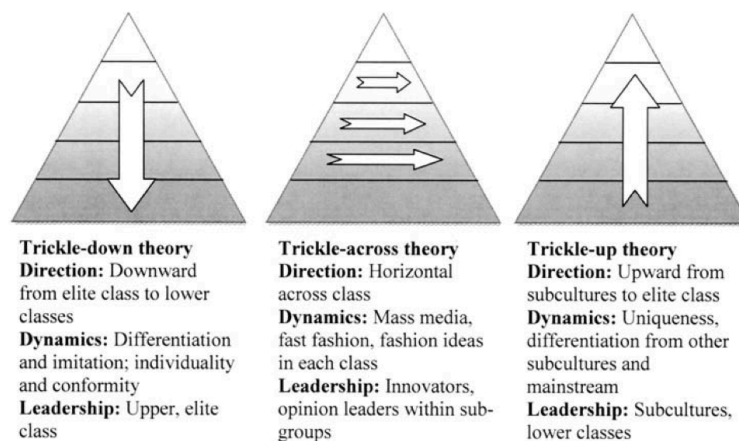 Trickle-down theory
Direction: Downward
from elite class to lower
classes
Dynamics: Differentiation
and imitation; individuality
and conformity
Leadership: Upper, elite
class
Trickle-across theory
Direction: Horizontal
across class
Dynamics: Mass media,
fast fashion, fashion ideas
in each class
Leadership: Innovators,
opinion leaders within sub-
groups
Trickle-up theory
Direction: Upward from
subcultures to elite class
Dynamics: Uniqueness,
differentiation from other
subcultures and
mainstream
Leadership: Subcultures,
lower classes